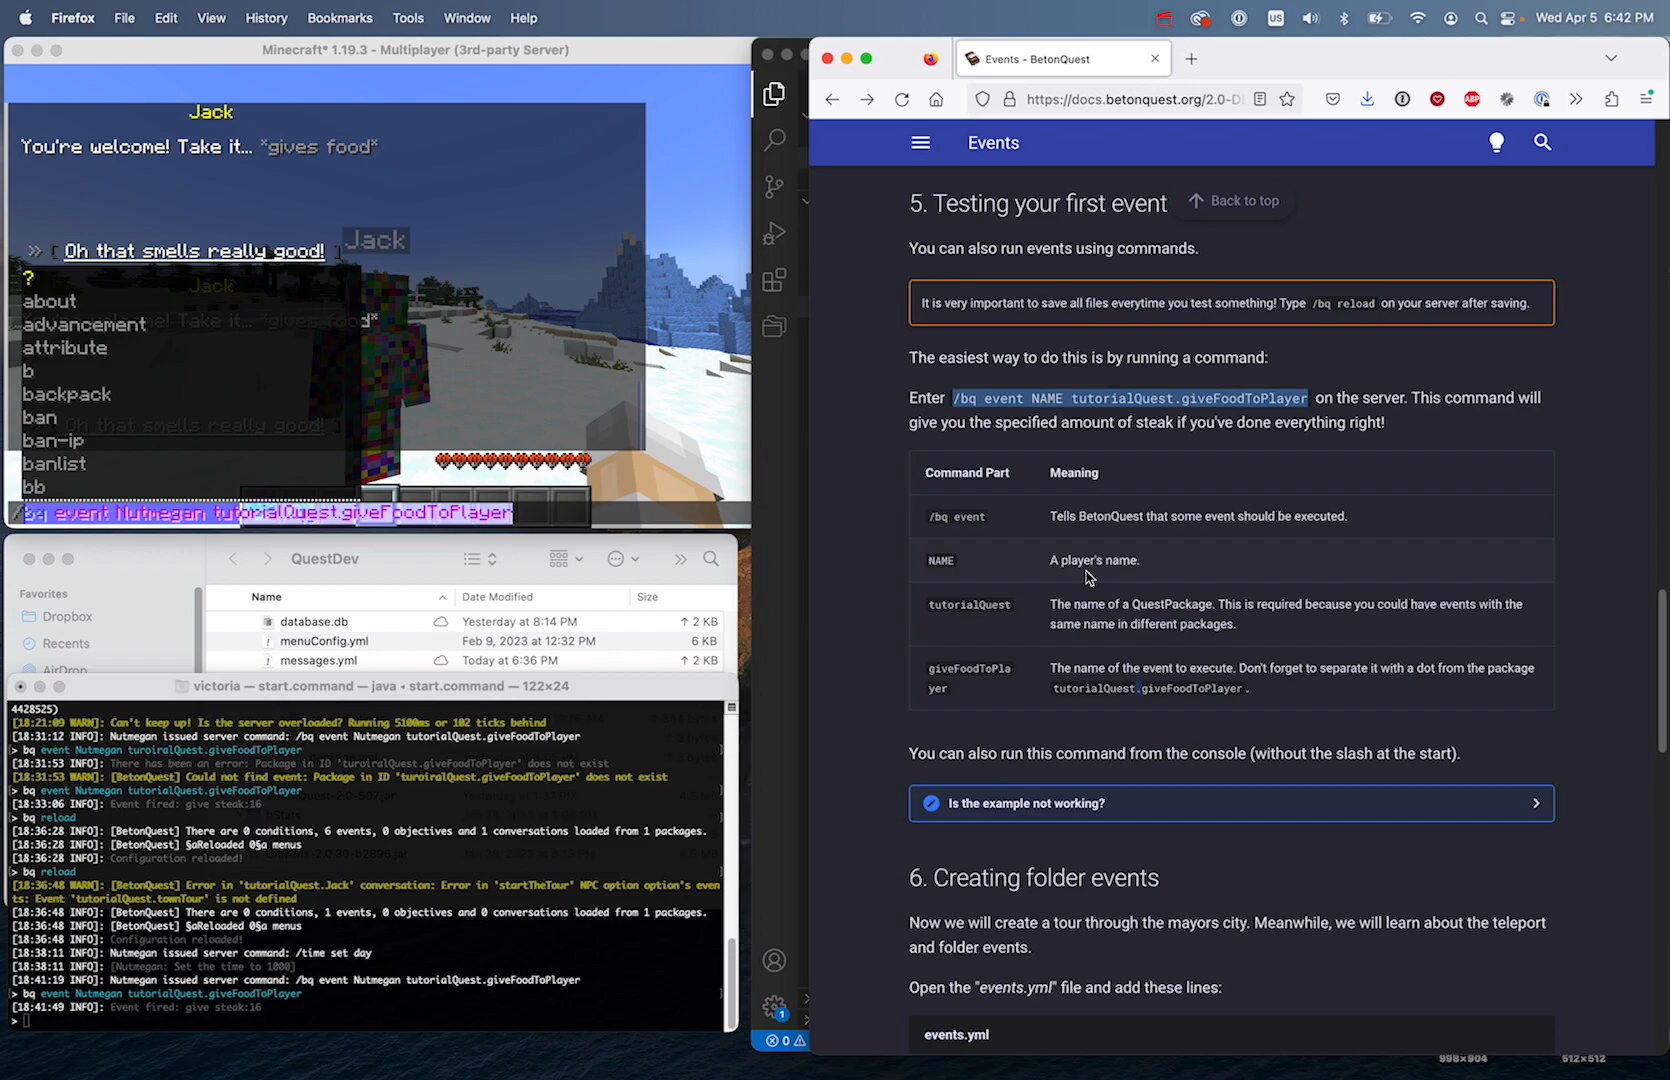 Firefox File Edit View History Bookmarks Tools Window Help
US
Wed Apr 5 6:42 PM
Minecraft* 1.19.3 - Multiplayer (3rd-party Server)
Jack
You're welcome! Take it... *gives food*
Jack
» [ Oh that smells really good! ]
?
Jack
about
advancement
attribute
b
backpack
ban
ban-ip
banlist
bb
/bq event Nutmegan tutorialQuest.giveFoodToPlayer
QuestDev
Favorites
Dropbox
Recents
AirDrop
Name Date Modified Size
database.db Yesterday at 8:14 PM 2 KB
menuConfig.yml Feb 9, 2023 at 12:32 PM 6 KB
messages.yml Today at 6:36 PM 2 KB
victoria — start.command — java ◂ start.command — 122×24
4428525)
[18:21:09 WARN]: Can't keep up! Is the server overloaded? Running 5100ms or 102 ticks behind
[18:31:12 INFO]: Nutmegan issued server command: /bq event Nutmegan tutorialQuest.giveFoodToPlayer
> bq event Nutmegan turoiralQuest.giveFoodToPlayer
[18:31:53 INFO]: There has been an error: Package in ID 'turoiralQuest.giveFoodToPlayer' does not exist
[18:31:53 WARN]: [BetonQuest] Could not find event: Package in ID 'turoiralQuest.giveFoodToPlayer' does not exist
> bq event Nutmegan tutorialQuest.giveFoodToPlayer
[18:33:06 INFO]: Event fired: give steak:16
> bq reload
[18:36:28 INFO]: [BetonQuest] There are 0 conditions, 6 events, 0 objectives and 1 conversations loaded from 1 packages.
[18:36:28 INFO]: [BetonQuest] §aReloaded 0§a menus
[18:36:28 INFO]: Configuration reloaded!
> bq reload
[18:36:48 WARN]: [BetonQuest] Error in 'tutorialQuest.Jack' conversation: Error in 'startTheTour' NPC option option's even
ts: Event 'tutorialQuest.townTour' is not defined
[18:36:48 INFO]: [BetonQuest] There are 0 conditions, 1 events, 0 objectives and 0 conversations loaded from 1 packages.
[18:36:48 INFO]: [BetonQuest] §aReloaded 0§a menus
[18:36:48 INFO]: Configuration reloaded!
[18:38:11 INFO]: Nutmegan issued server command: /time set day
[18:38:11 INFO]: [Nutmegan: Set the time to 1000]
[18:41:19 INFO]: Nutmegan issued server command: /bq event Nutmegan tutorialQuest.giveFoodToPlayer
> bq event Nutmegan tutorialQuest.giveFoodToPlayer
[18:41:49 INFO]: Event fired: give steak:16
>
1
0
Events - BetonQuest
https://docs.betonquest.org/2.0-D
ABP
Events
5. Testing your first event
Back to top
You can also run events using commands.
It is very important to save all files everytime you test something! Type /bq reload on your server after saving.
The easiest way to do this is by running a command:
Enter /bq event NAME tutorialQuest.giveFoodToPlayer on the server. This command will
give you the specified amount of steak if you've done everything right!
Command Part Meaning
/bq event Tells BetonQuest that some event should be executed.
NAME A player's name.
tutorialQuest The name of a QuestPackage. This is required because you could have events with the
same name in different packages.
giveFoodToPla The name of the event to execute. Don't forget to separate it with a dot from the package
yer tutorialQuest.giveFoodToPlayer.
You can also run this command from the console (without the slash at the start).
Is the example not working?
6. Creating folder events
Now we will create a tour through the mayors city. Meanwhile, we will learn about the teleport
and folder events.
Open the "events.yml" file and add these lines:
events.yml
998×904 512×512